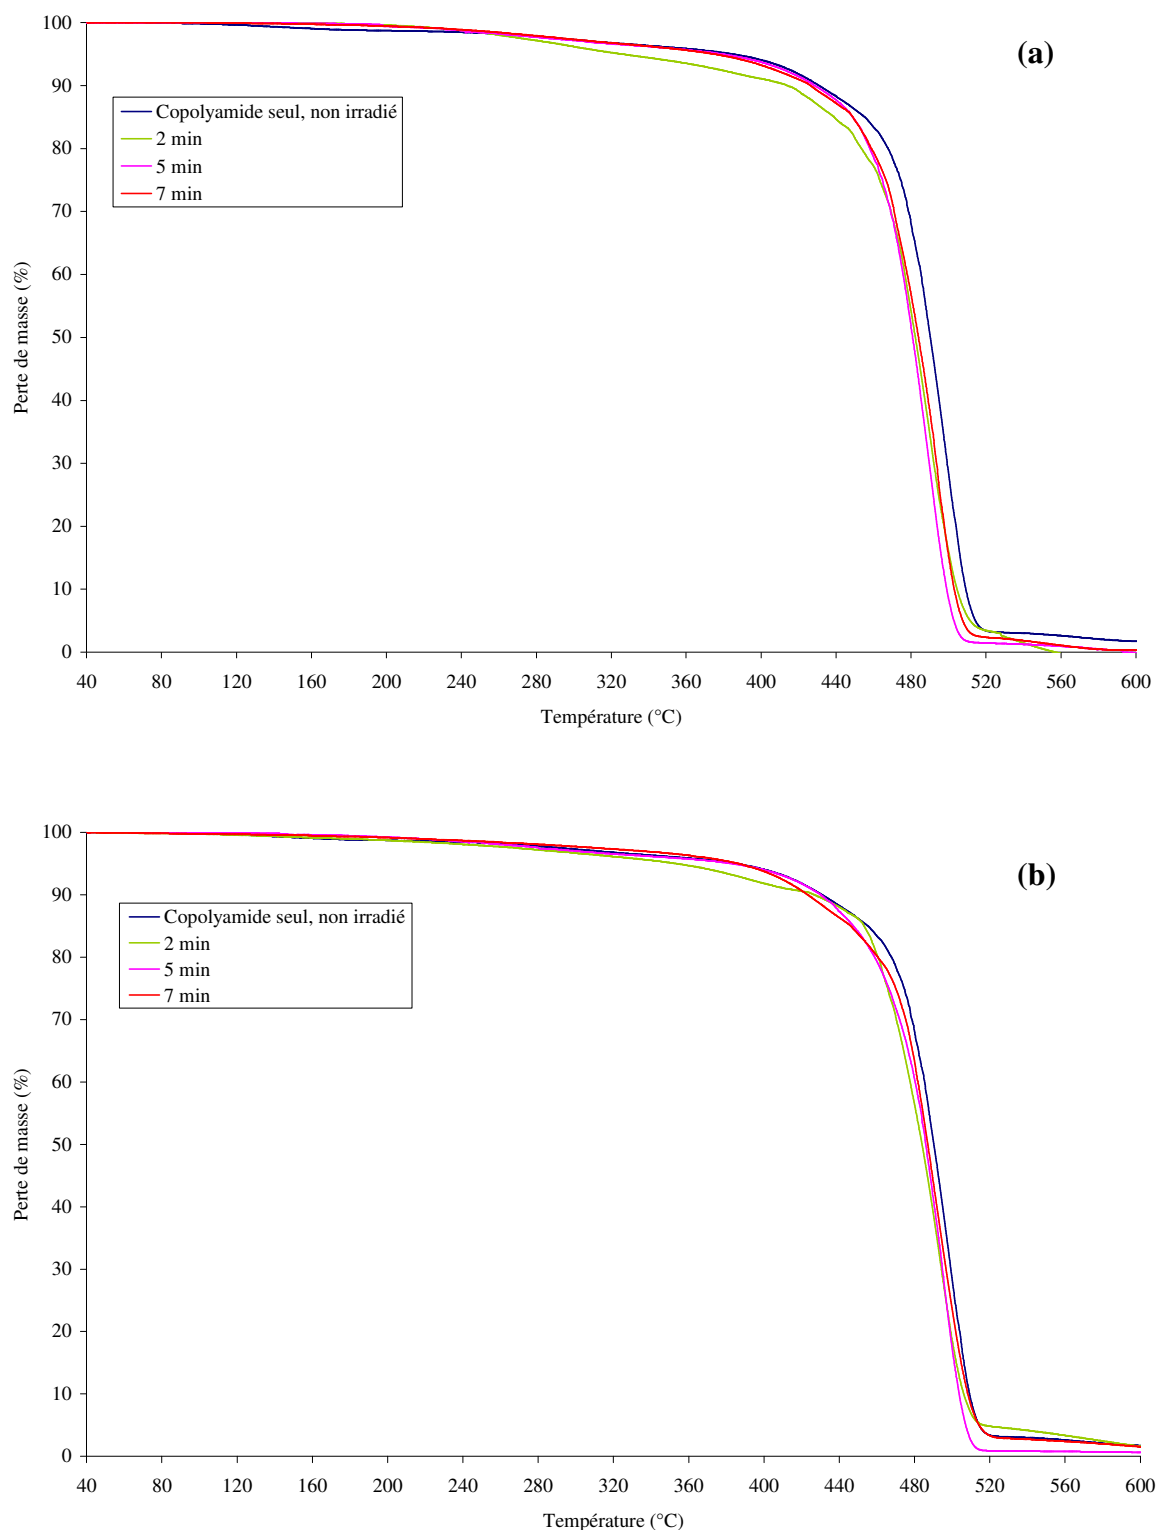 100
90
80
70
60
50
40
30
20
10
0
Perte de masse (%)
(a)
Copolyamide seul, non irradié
2 min
5 min
7 min
40 80 120 160 200 240 280 320 360 400 440 480 520 560 600
Température (°C)
100
90
80
70
60
50
40
30
20
10
0
Perte de masse (%)
(b)
Copolyamide seul, non irradié
2 min
5 min
7 min
40 80 120 160 200 240 280 320 360 400 440 480 520 560 600
Température (°C)